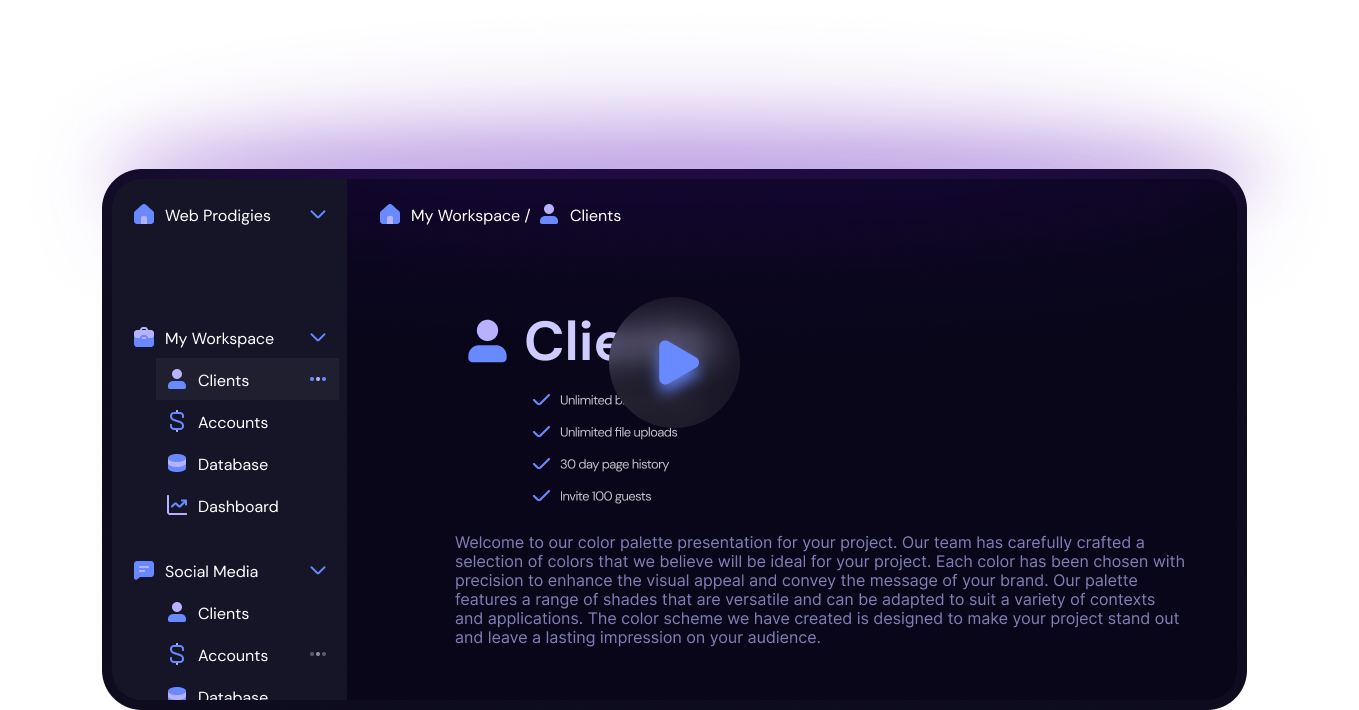 Web Prodigies
My Workspace / Clients
My Workspace
Clients
Accounts
Database
Dashboard
Social Media
Clients
Accounts
Database
Unlimited
Unlimited file uploads
30 day page history
Invite 100 guests
Welcome to our color palette presentation for your project. Our team has carefully crafted a
selection of colors that we believe will be ideal for your project. Each color has been chosen with
precision to enhance the visual appeal and convey the message of your brand. Our palette
features a range of shades that are versatile and can be adapted to suit a variety of contexts
and applications. The color scheme we have created is designed to make your project stand out
and leave a lasting impression on your audience.